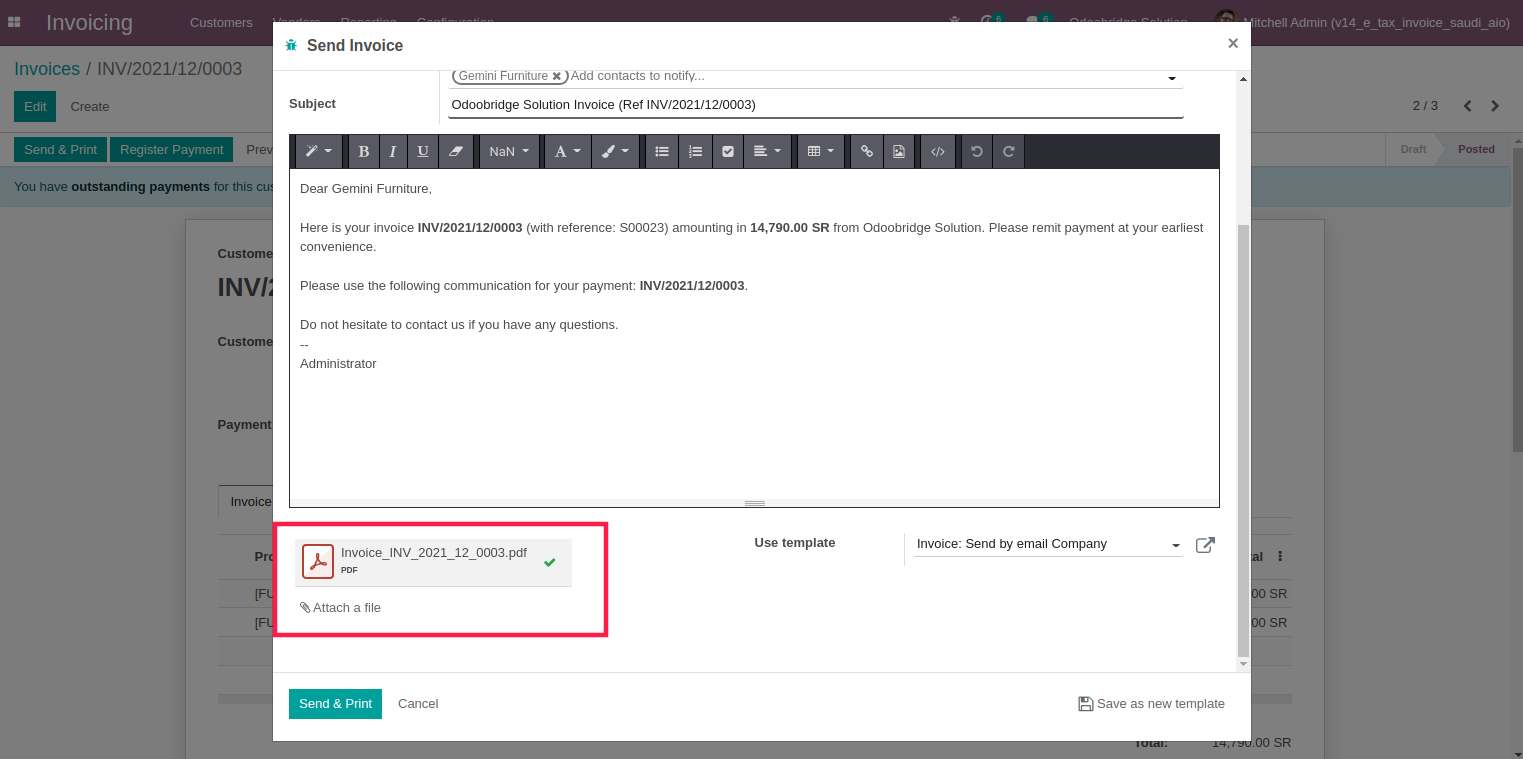 Invoicing
Customers Vendors Reporting Configuration
6 6 Odoobridge Solution Mitchell Admin (v14_e_tax_invoice_saudi_aio)
Invoices / INV/2021/12/0003
Edit Create
2 / 3
Send & Print Register Payment Prev
Draft Posted
You have outstanding payments for this cus
Custome
INV/2
Custome
Payment
Invoice
Pro
[FU
[FU
al
00 SR
00 SR
Total: 14,790.00 SR
Send Invoice ×
Gemini Furniture Add contacts to notify...
Subject Odoobridge Solution Invoice (Ref INV/2021/12/0003)
B I U NaN A
Dear Gemini Furniture,
Here is your invoice INV/2021/12/0003 (with reference: S00023) amounting in 14,790.00 SR from Odoobridge Solution. Please remit payment at your earliest
convenience.
Please use the following communication for your payment: INV/2021/12/0003.
Do not hesitate to contact us if you have any questions.
--
Administrator
Invoice_INV_2021_12_0003.pdf
PDF
Attach a file
Use template Invoice: Send by email Company
Send & Print Cancel Save as new template